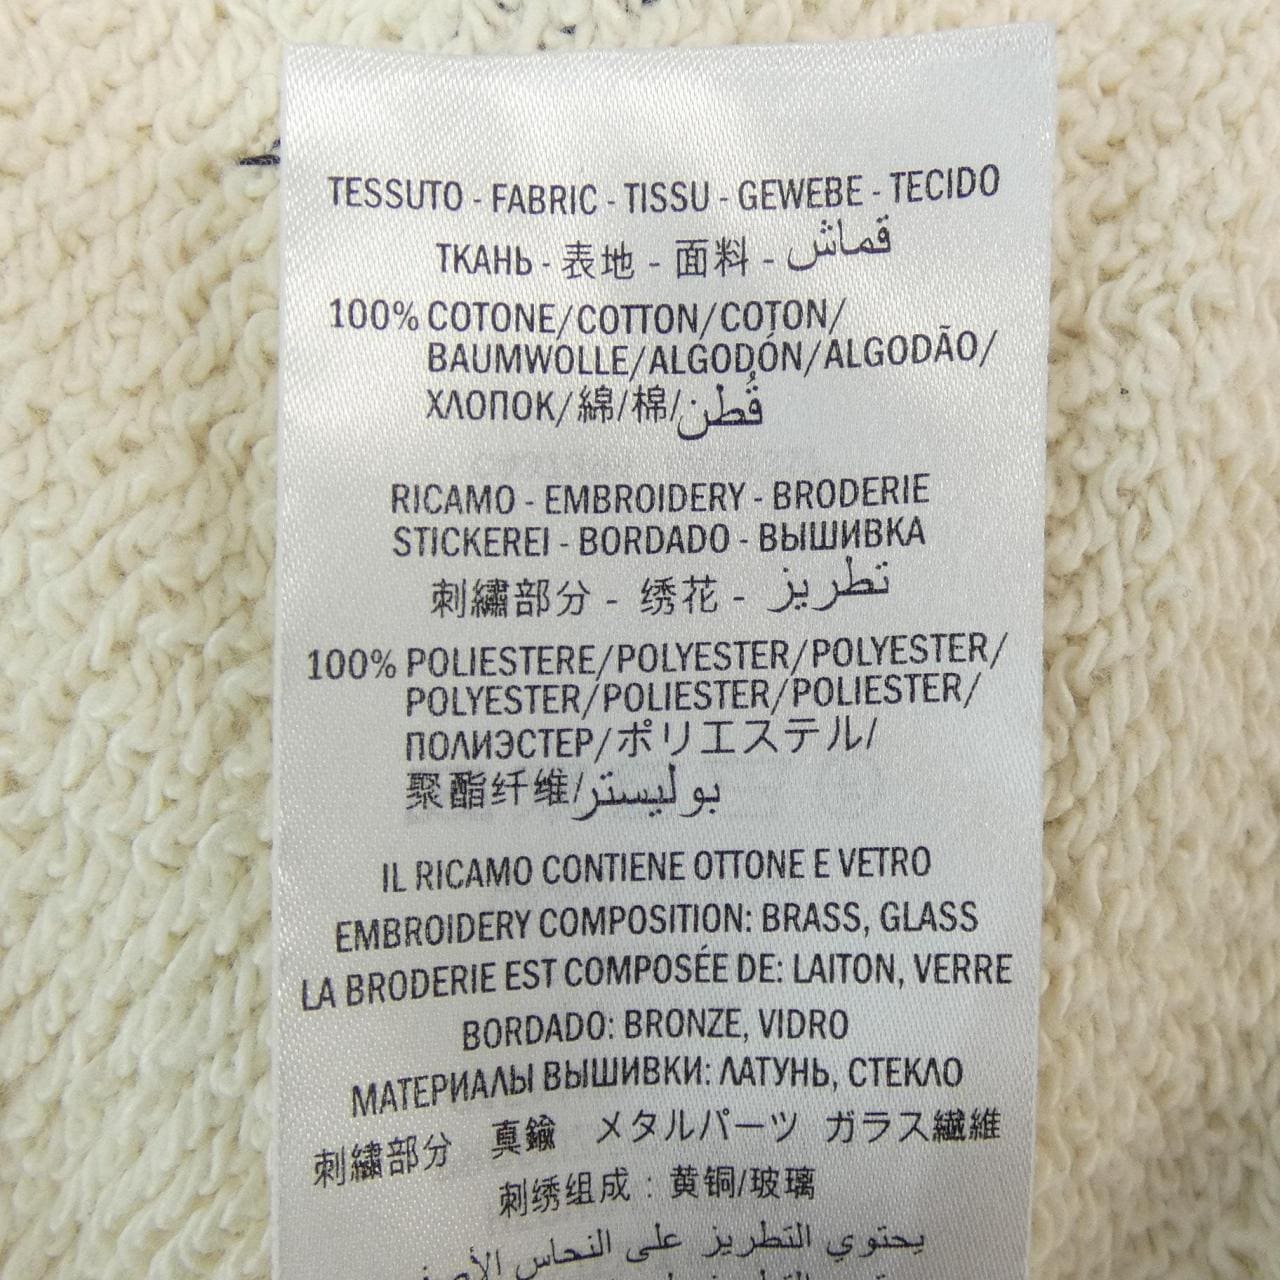 TESSUTO - FABRIC - TISSU - GEWEBE - TECIDO
ТКАНЬ - 表地 - 面料 - قماش
100% COTONE/COTTON/COTON/
BAUMWOLLE/ALGODÓN/ALGODÃO/
ХЛОПОК/綿/棉/قُطن
RICAMO - EMBROIDERY - BRODERIE
STICKEREI - BORDADO - ВЫШИВКА
刺繍部分 - 绣花 - تطريز
100% POLIESTERE/POLYESTER/POLYESTER/
POLYESTER/POLIESTER/POLIESTER/
ПОЛИЭСТЕР/ポリエステル/
聚酯纤维/بوليستر
IL RICAMO CONTIENE OTTONE E VETRO
EMBROIDERY COMPOSITION: BRASS, GLASS
LA BRODERIE EST COMPOSÉE DE: LAITON, VERRE
BORDADO: BRONZE, VIDRO
МАТЕРИАЛЫ ВЫШИВКИ: ЛАТУНЬ, СТЕКЛО
刺繍部分 真鍮 メタルパーツ ガラス繊維
刺绣组成：黄铜/玻璃
يحتوي التطريز على النحاس